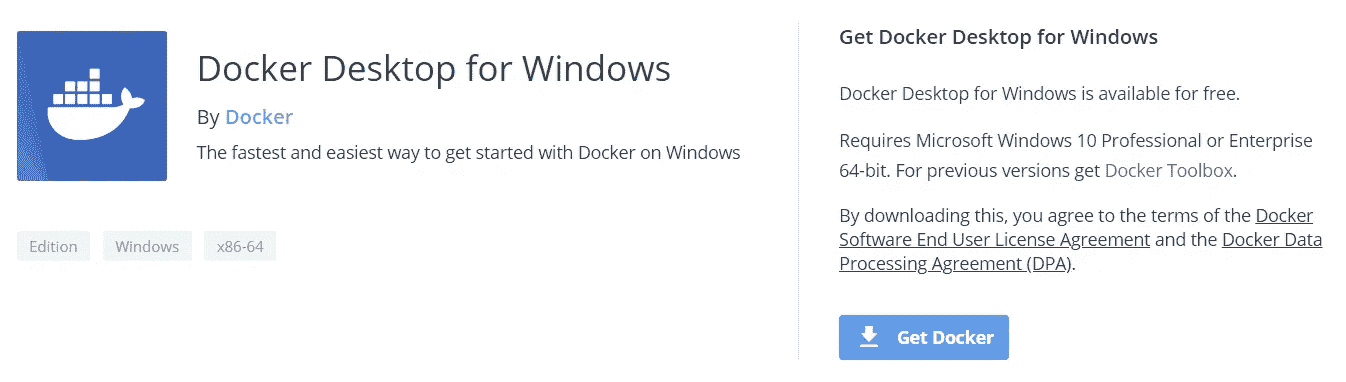 Docker Desktop for Windows
By Docker
The fastest and easiest way to get started with Docker on Windows
Edition
Windows
x86-64
Get Docker Desktop for Windows
Docker Desktop for Windows is available for free.
Requires Microsoft Windows 10 Professional or Enterprise
64-bit. For previous versions get Docker Toolbox.
By downloading this, you agree to the terms of the Docker
Software End User License Agreement and the Docker Data
Processing Agreement (DPA).
Get Docker